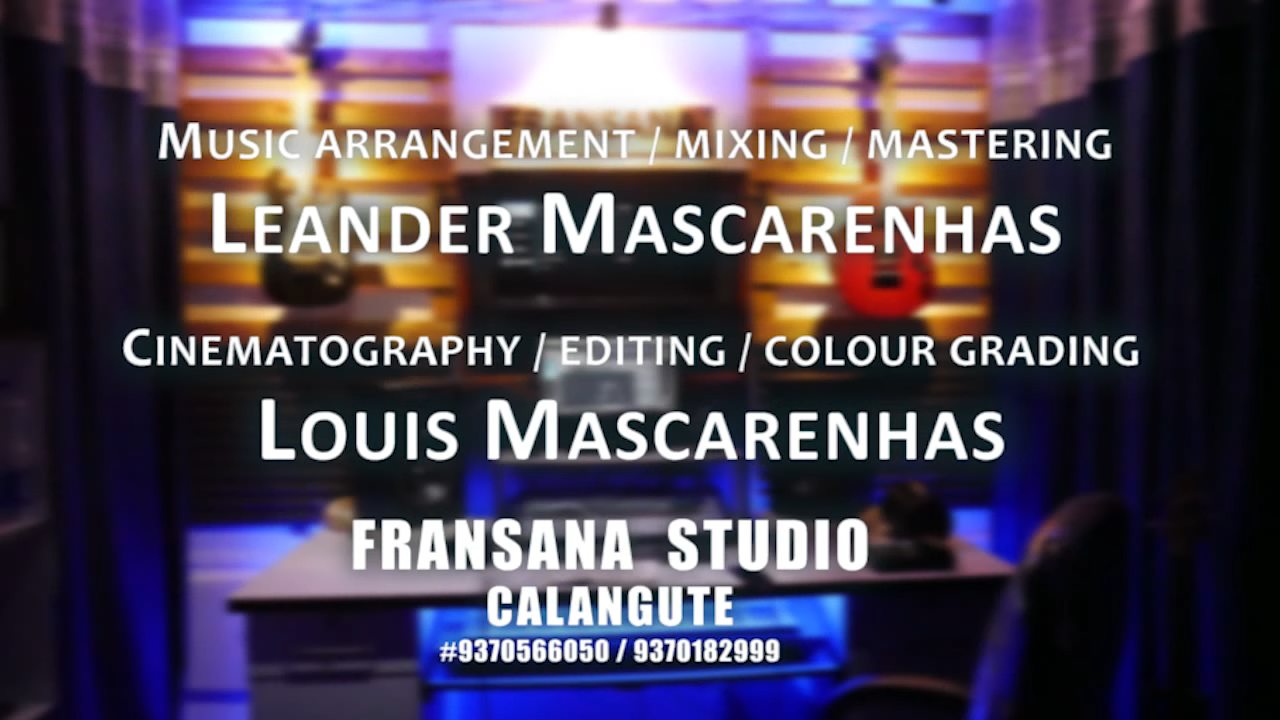 Music arrangement / mixing / mastering
Leander Mascarenhas
Cinematography / editing / colour grading
Louis Mascarenhas
FRANSANA STUDIO
CALANGUTE
#9370566050 / 9370182999